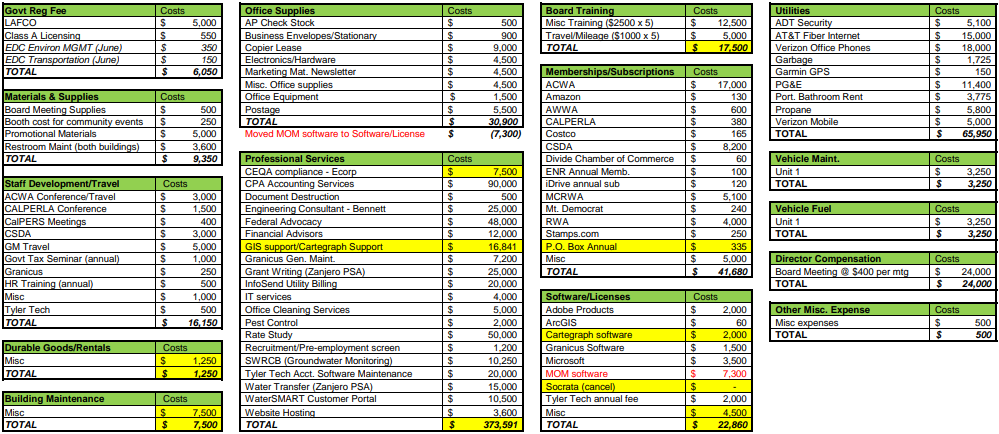 Govt Reg Fee Costs
LAFCO $ 5,000
Class A Licensing $ 550
EDC Environ MGMT (June) $ 350
EDC Transportation (June) $ 150
TOTAL $ 6,050
Materials & Supplies Costs
Board Meeting Supplies $ 500
Booth cost for community events $ 250
Promotional Materials $ 5,000
Restroom Maint (both buildings) $ 3,600
TOTAL $ 9,350
Staff Development/Travel Costs
ACWA Conference/Travel $ 3,000
CALPERLA Conference $ 1,500
CalPERS Meetings $ 400
CSDA $ 3,000
GM Travel $ 5,000
Govt Tax Seminar (annual) $ 1,000
Granicus $ 250
HR Training (annual) $ 500
Misc $ 1,000
Tyler Tech $ 500
TOTAL $ 16,150
Durable Goods/Rentals Costs
Misc $ 1,250
TOTAL $ 1,250
Building Maintenance Costs
Misc $ 7,500
TOTAL $ 7,500
Office Supplies Costs
AP Check Stock $ 500
Business Envelopes/Stationary $ 900
Copier Lease $ 9,000
Electronics/Hardware $ 4,500
Marketing Mat. Newsletter $ 4,500
Misc. Office supplies $ 4,500
Office Equipment $ 1,500
Postage $ 5,500
TOTAL $ 30,900
Moved MOM software to Software/License $ (7,300)
Professional Services Costs
CEQA compliance - Ecorp $ 7,500
CPA Accounting Services $ 90,000
Document Destruction $ 500
Engineering Consultant - Bennett $ 25,000
Federal Advocacy $ 48,000
Financial Advisors $ 12,000
GIS support/Cartegraph Support $ 16,841
Granicus Gen. Maint. $ 7,200
Grant Writing (Zanjero PSA) $ 25,000
InfoSend Utility Billing $ 20,000
IT services $ 4,000
Office Cleaning Services $ 5,000
Pest Control $ 2,000
Rate Study $ 50,000
Recruitment/Pre-employment screen $ 1,200
SWRCB (Groundwater Monitoring) $ 10,250
Tyler Tech Acct. Software Maintenance $ 20,000
Water Transfer (Zanjero PSA) $ 15,000
WaterSMART Customer Portal $ 10,500
Website Hosting $ 3,600
TOTAL $ 373,591
Board Training Costs
Misc Training ($2500 x 5) $ 12,500
Travel/Mileage ($1000 x 5) $ 5,000
TOTAL $ 17,500
Memberships/Subscriptions Costs
ACWA $ 17,000
Amazon $ 130
AWWA $ 600
CALPERLA $ 380
Costco $ 165
CSDA $ 8,200
Divide Chamber of Commerce $ 60
ENR Annual Memb. $ 100
iDrive annual sub $ 120
MCRWA $ 5,100
Mt. Democrat $ 240
RWA $ 4,000
Stamps.com $ 250
P.O. Box Annual $ 335
Misc $ 5,000
TOTAL $ 41,680
Software/Licenses Costs
Adobe Products $ 2,000
ArcGIS $ 60
Cartegraph software $ 2,000
Granicus Software $ 1,500
Microsoft $ 3,500
MOM software $ 7,300
Socrata (cancel) $ -
Tyler Tech annual fee $ 2,000
Misc $ 4,500
TOTAL $ 22,860
Utilities Costs
ADT Security $ 5,100
AT&T Fiber Internet $ 15,000
Verizon Office Phones $ 18,000
Garbage $ 1,725
Garmin GPS $ 150
PG&E $ 11,400
Port. Bathroom Rent $ 3,775
Propane $ 5,800
Verizon Mobile $ 5,000
TOTAL $ 65,950
Vehicle Maint. Costs
Unit 1 $ 3,250
TOTAL $ 3,250
Vehicle Fuel Costs
Unit 1 $ 3,250
TOTAL $ 3,250
Director Compensation Costs
Board Meeting @ $400 per mtg $ 24,000
TOTAL $ 24,000
Other Misc. Expense Costs
Misc expenses $ 500
TOTAL $ 500